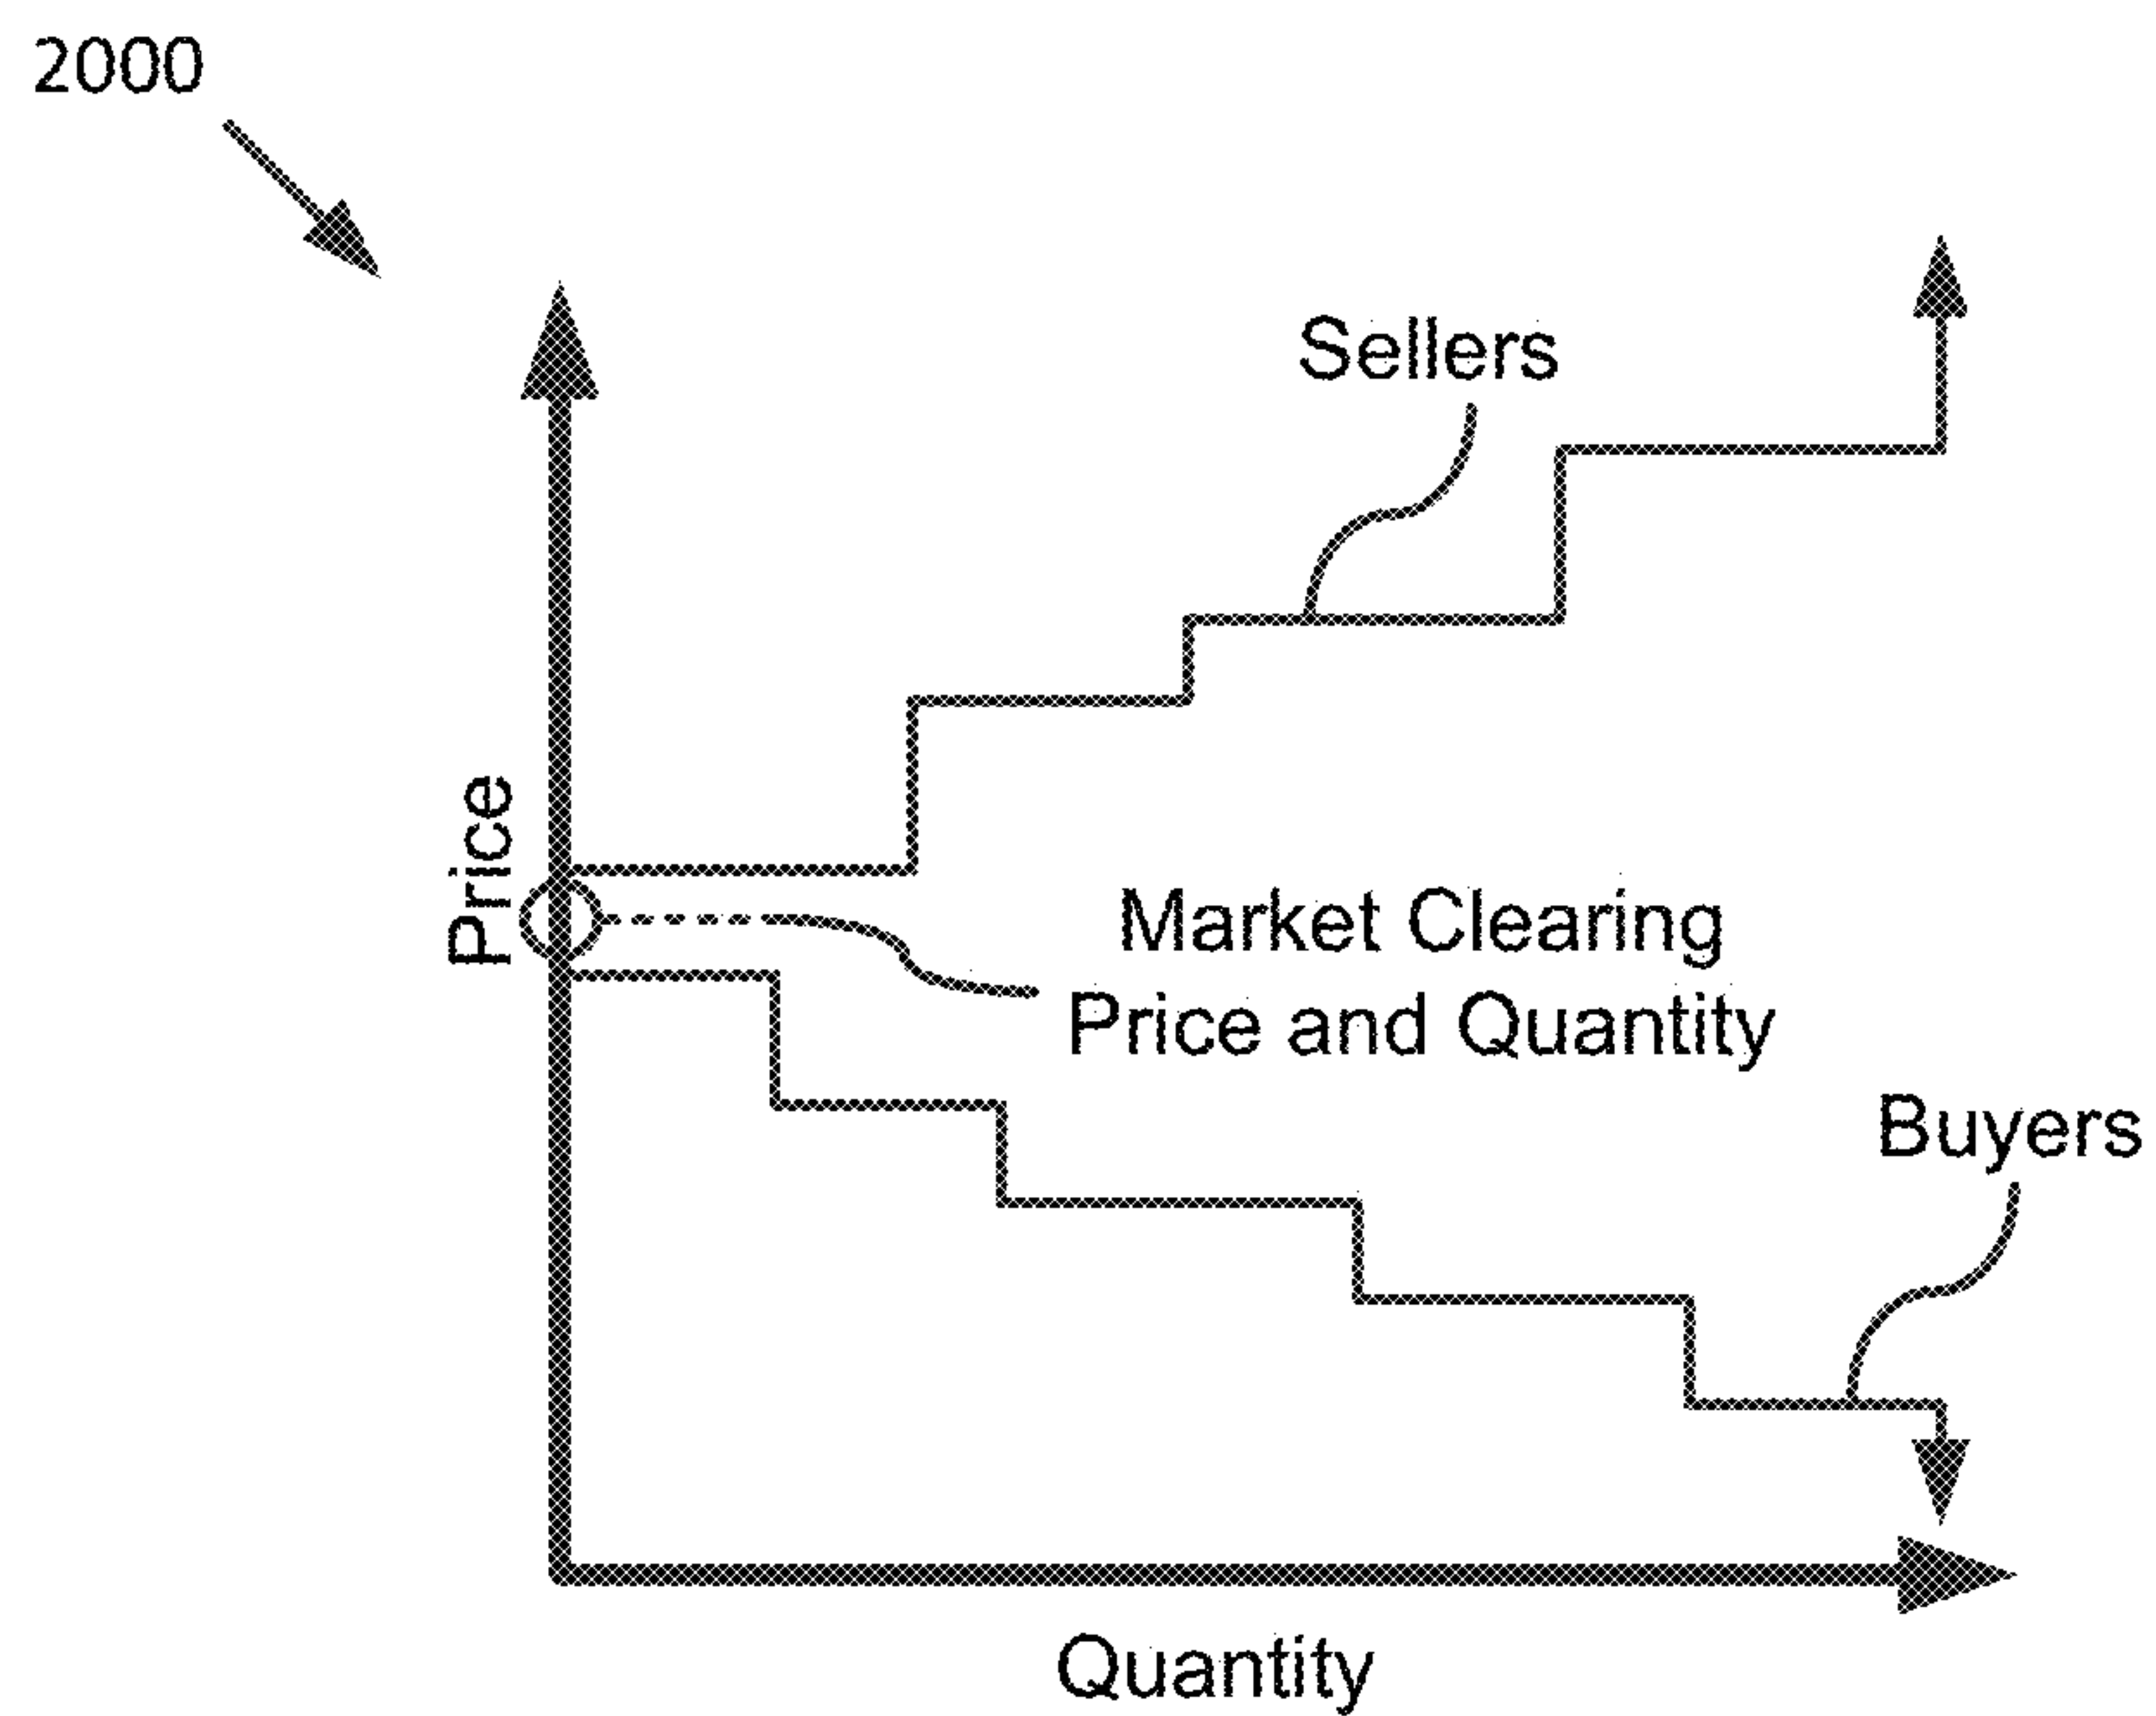 2000
Sellers
Price
Market Clearing
Price and Quantity
Buyers
Quantity